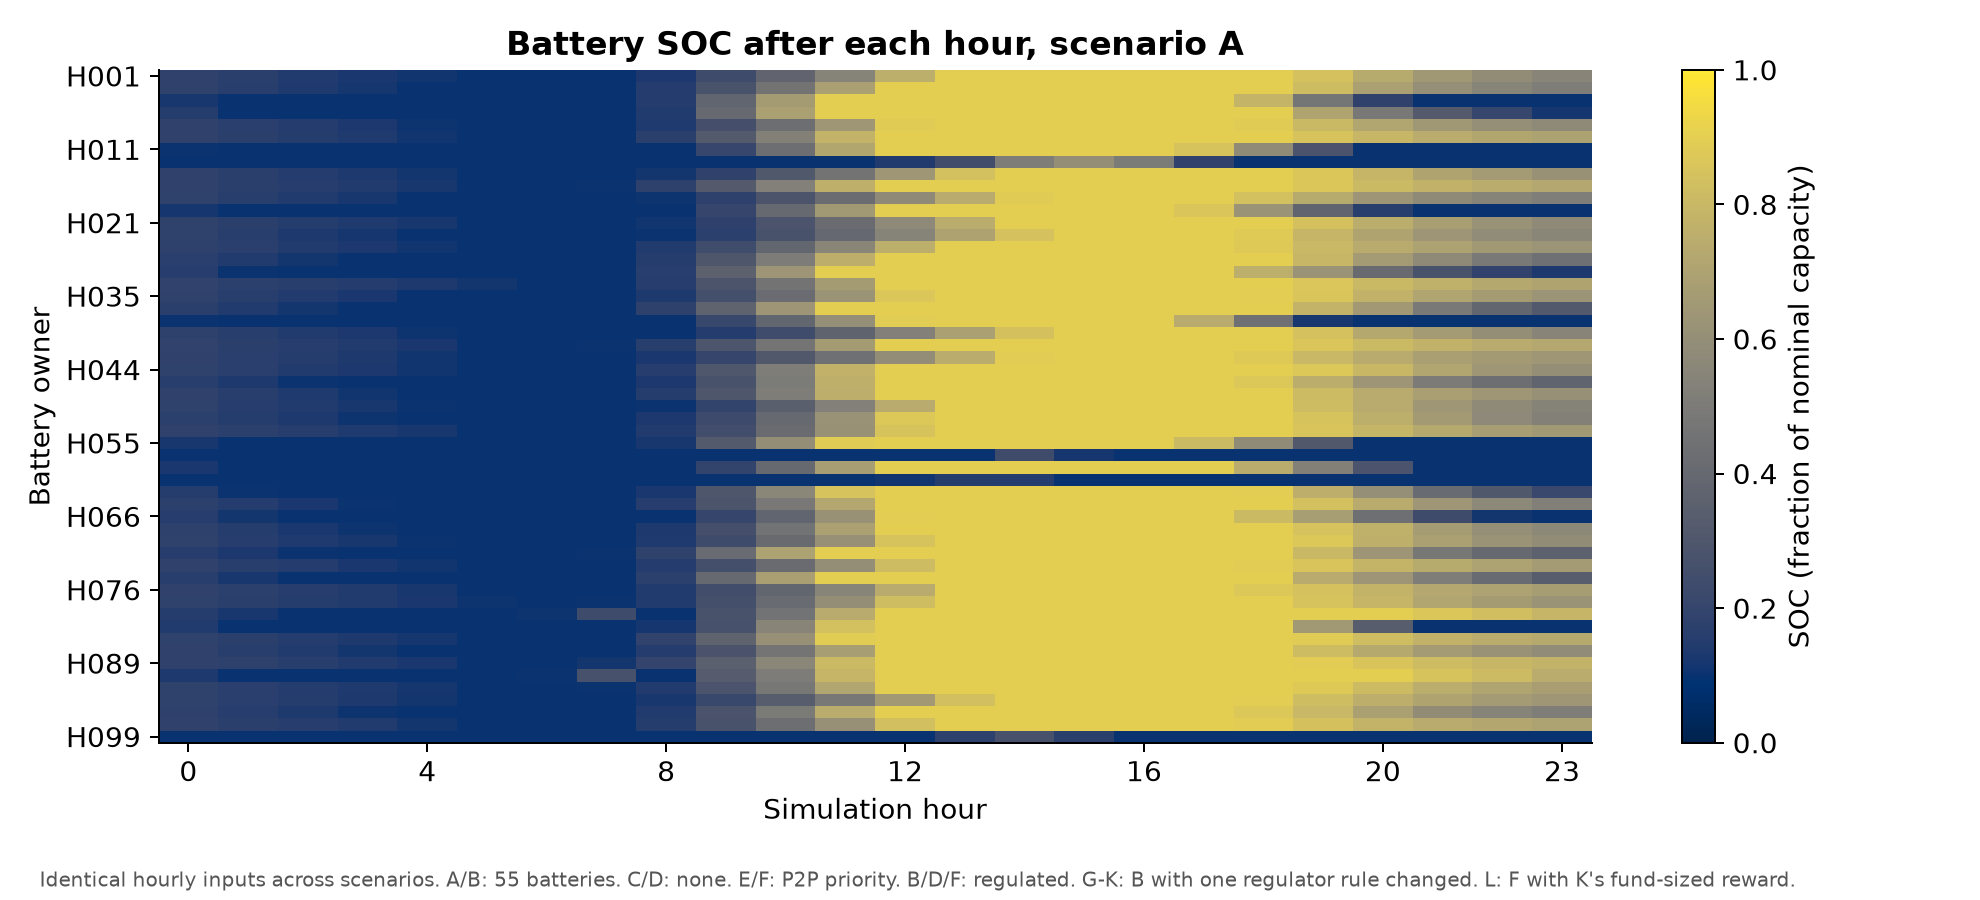 Battery SOC after each hour, scenario A
H001
H011
H021
H035
H044
H055
H066
H076
H089
H099
Battery owner
0 4 8 12 16 20 23
Simulation hour
1.0
0.8
0.6
0.4
0.2
0.0
SOC (fraction of nominal capacity)
Identical hourly inputs across scenarios. A/B: 55 batteries. C/D: none. E/F: P2P priority. B/D/F: regulated. G-K: B with one regulator rule changed. L: F with K's fund-sized reward.